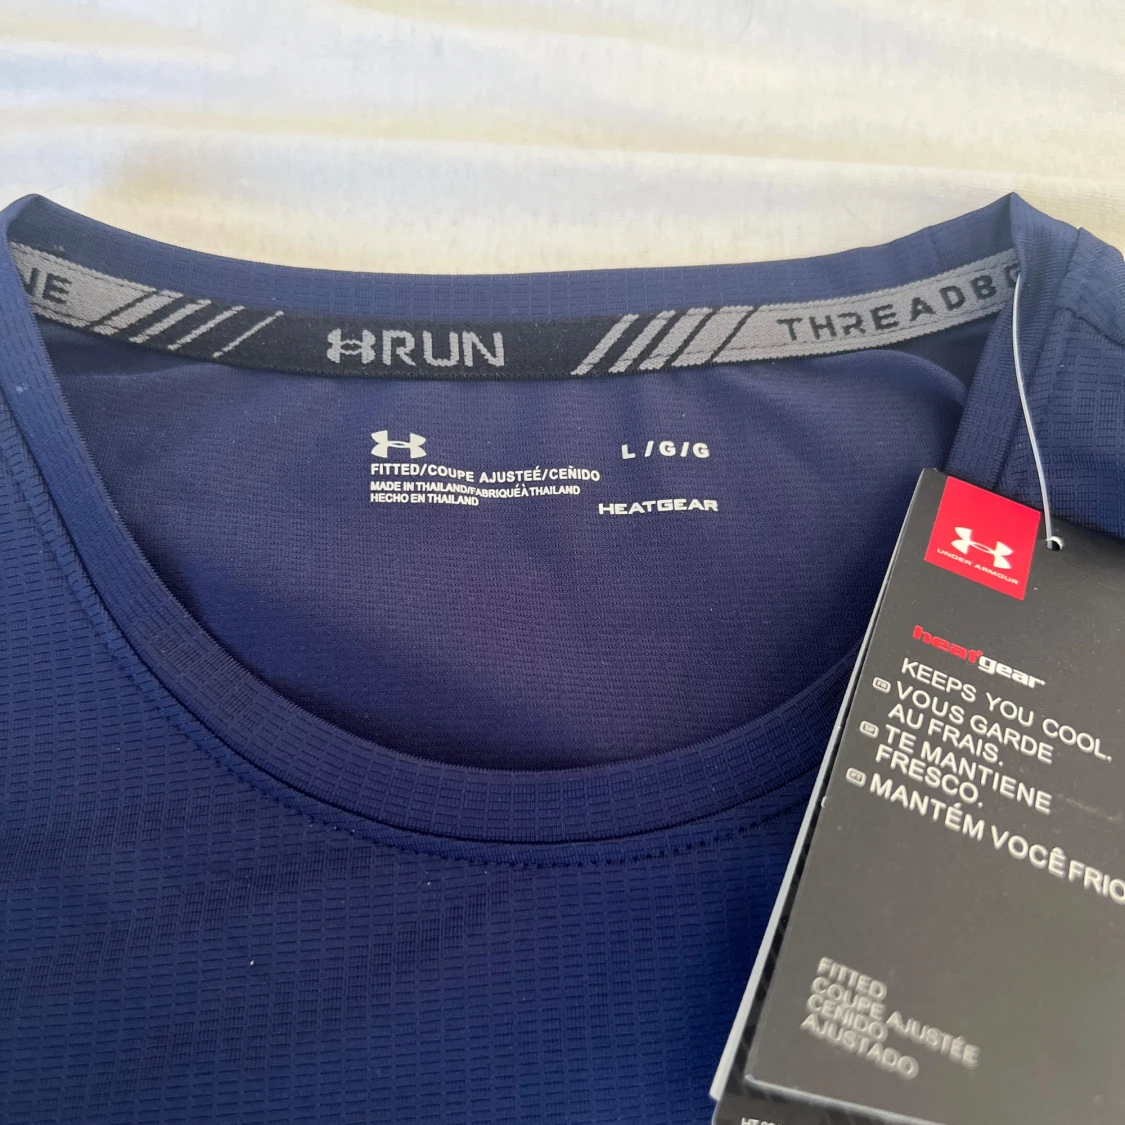 RUN
THREADB
L/G/G
FITTED/COUPE AJUSTEÉ/CEÑIDO
MADE IN THAILAND/FABRIQUÉ À THAILAND
HECHO EN THAILAND
HEATGEAR
UNDER ARMOUR
heatgear
KEEPS YOU COOL.
FR VOUS GARDE
AU FRAIS.
TE MANTIENE
FRESCO.
MANTÉM VOCÊ FRIO
FITTED
COUPE AJUSTÉE
CEÑIDO
AJUSTADO